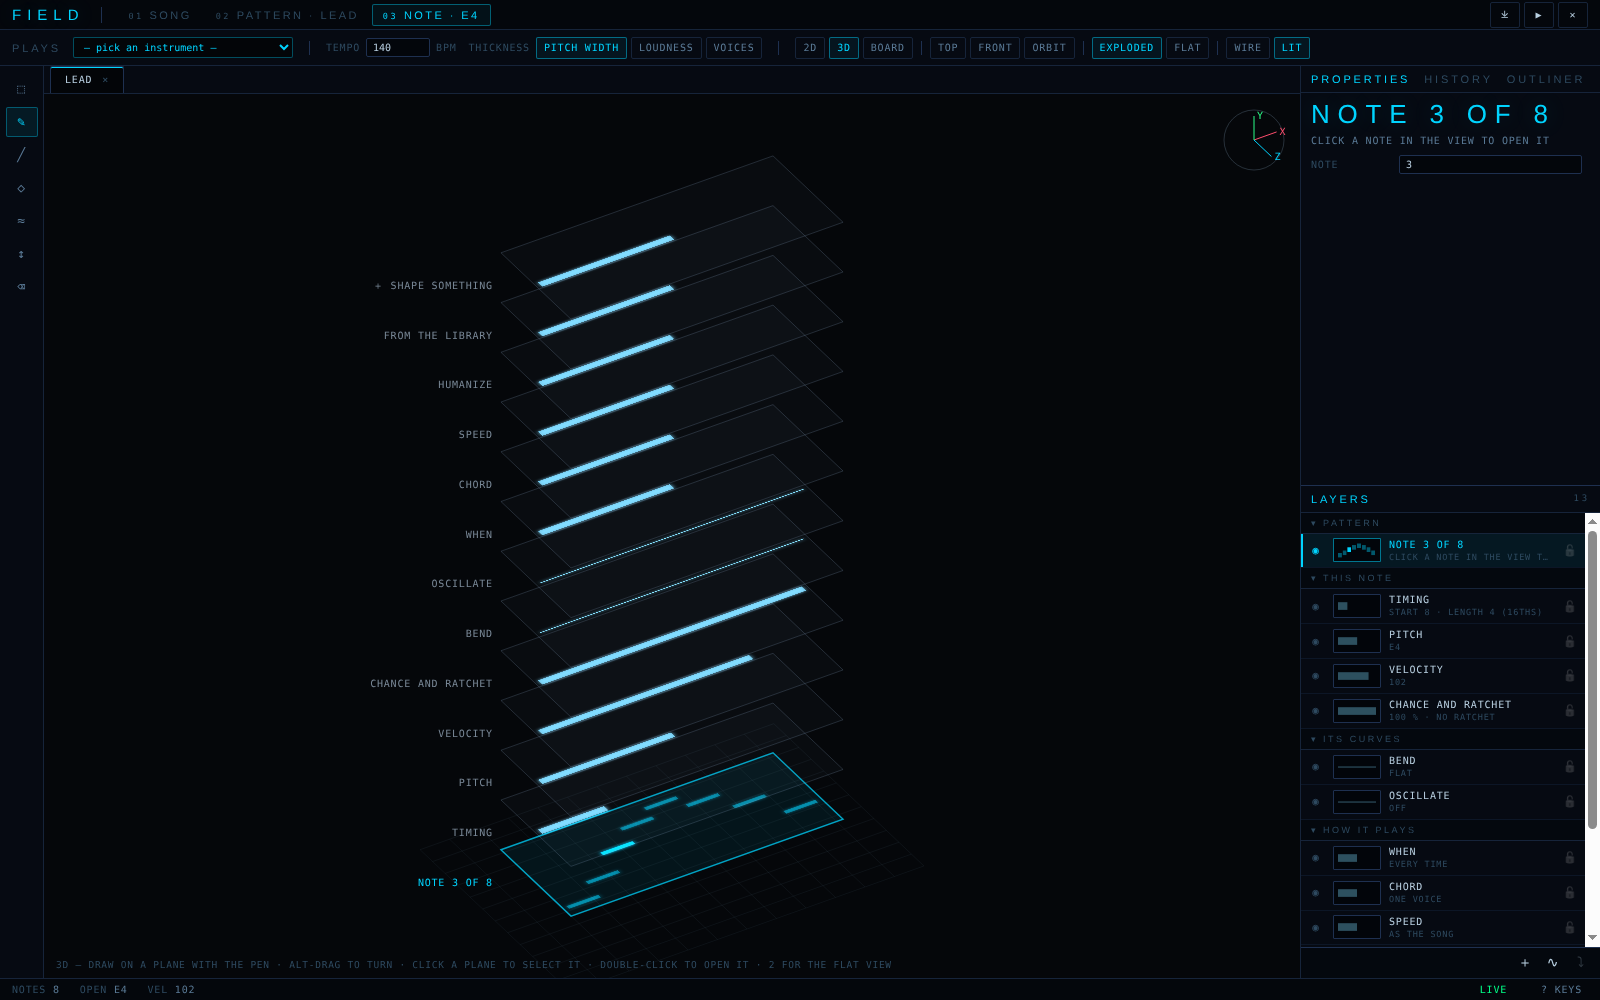 FIELD
01 SONG
02 PATTERN · LEAD
03 NOTE · E4
PLAYS
— pick an instrument —
TEMPO 140 BPM
THICKNESS
PITCH WIDTH
LOUDNESS
VOICES
2D
3D
BOARD
TOP
FRONT
ORBIT
EXPLODED
FLAT
WIRE
LIT
LEAD ×
Y
X
Z
+ SHAPE SOMETHING
FROM THE LIBRARY
HUMANIZE
SPEED
CHORD
WHEN
OSCILLATE
BEND
CHANCE AND RATCHET
VELOCITY
PITCH
TIMING
NOTE 3 OF 8
3D — DRAW ON A PLANE WITH THE PEN · ALT-DRAG TO TURN · CLICK A PLANE TO SELECT IT · DOUBLE-CLICK TO OPEN IT · 2 FOR THE FLAT VIEW
PROPERTIES
HISTORY
OUTLINER
NOTE 3 OF 8
CLICK A NOTE IN THE VIEW TO OPEN IT
NOTE 3
LAYERS 13
PATTERN
NOTE 3 OF 8
CLICK A NOTE IN THE VIEW T…
THIS NOTE
TIMING
START 8 · LENGTH 4 (16THS)
PITCH
E4
VELOCITY
102
CHANCE AND RATCHET
100 % · NO RATCHET
ITS CURVES
BEND
FLAT
OSCILLATE
OFF
HOW IT PLAYS
WHEN
EVERY TIME
CHORD
ONE VOICE
SPEED
AS THE SONG
NOTES 8
OPEN E4
VEL 102
LIVE
? KEYS